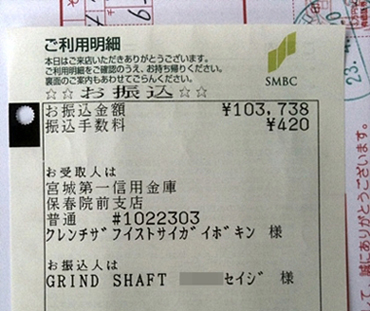 ご利用明細
本日はご来店いただきありがとうございます。
ご利用明細をご確認のうえ、お持ち帰りください。
裏面のご案内もあわせてごらんください。
SMBC
☆☆お振込☆☆
お振込金額 ¥103,738
振込手数料 ¥420
お受取人は
宮城第一信用金庫
保春院前支店
普通 #1022303
クレンチザフイストサイガイボキン 様
お振込人は
GRIND SHAFT セイジ 様
23.